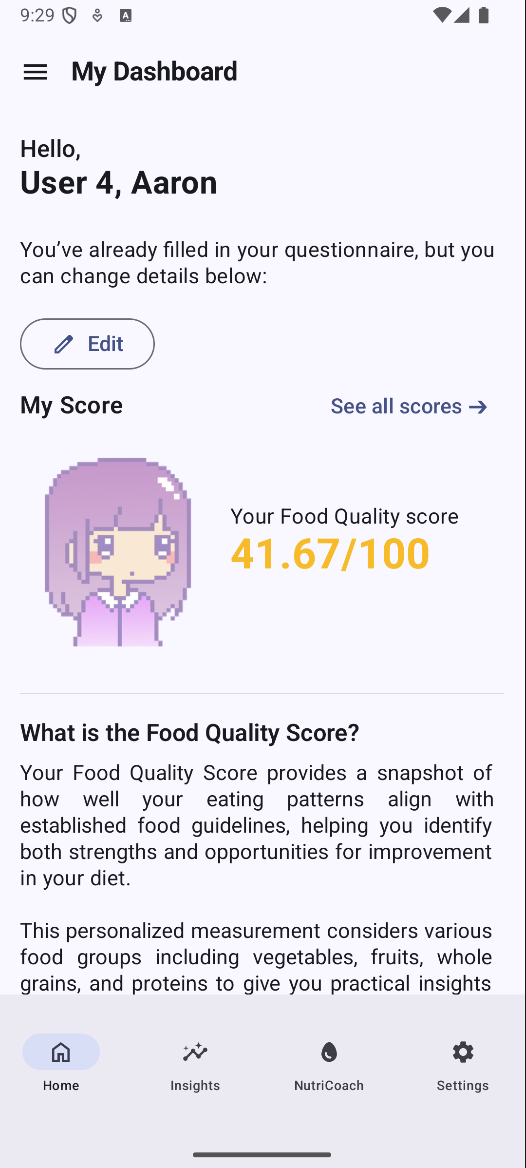 9:29
A
My Dashboard
Hello,
User 4, Aaron
You’ve already filled in your questionnaire, but you
can change details below:
Edit
My Score
See all scores →
Your Food Quality score
41.67/100
What is the Food Quality Score?
Your Food Quality Score provides a snapshot of
how well your eating patterns align with
established food guidelines, helping you identify
both strengths and opportunities for improvement
in your diet.
This personalized measurement considers various
food groups including vegetables, fruits, whole
grains, and proteins to give you practical insights
Home
Insights
NutriCoach
Settings